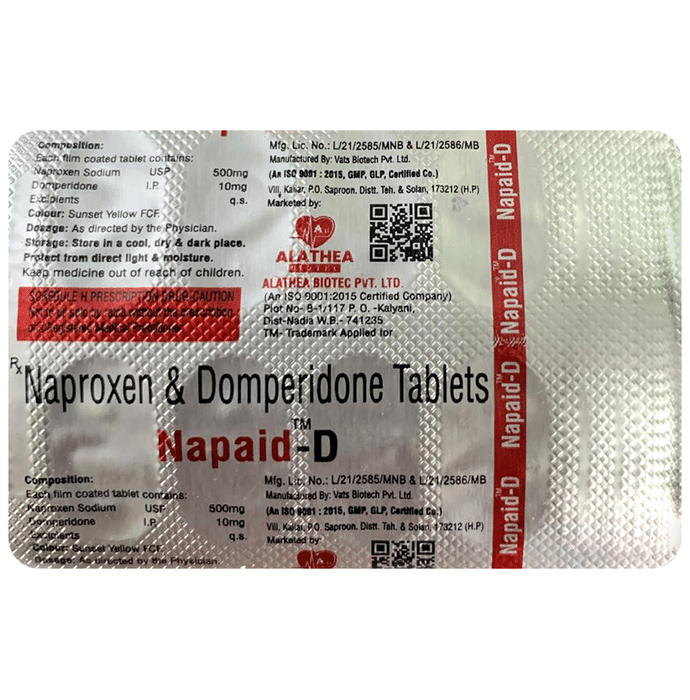 Composition:
Each film coated tablet contains:
Naproxen Sodium USP 500mg
Domperidone I.P. 10mg
Excipients q.s.
Colour: Sunset Yellow FCF.
Dosage: As directed by the Physician.
Storage: Store in a cool, dry & dark place.
Protect from direct light & moisture.
Keep medicine out of reach of children.
SCHEDULE H PRESCRIPTION DRUG-CAUTION
Mfg. Lic. No.: L/21/2585/MNB & L/21/2586/MB
Manufactured By: Vats Biotech Pvt. Ltd.
(An ISO 9001 : 2015, GMP, GLP, Certified Co.)
Vill, Kallar, P.O. Saproon. Distt. Teh. & Solan, 173212 (H.P)
Marketed by:
ALATHEA
BIOTEC
ALATHEA BIOTEC PVT. LTD.
(An ISO 9001:2015 Certified Company)
Plot No- B-1/117 P. O. -Kalyani,
Dist-Nadia W.B.- 741235
TM- Trademark Applied for
Rx Naproxen & Domperidone Tablets
Napaid-D™
Composition:
Each film coated tablet contains:
Naproxen Sodium USP 500mg
Domperidone I.P. 10mg
Excipients q.s.
Colour: Sunset Yellow FCF.
Dosage: As directed by the Physician.
Mfg. Lic. No.: L/21/2585/MNB & L/21/2586/MB
Manufactured By: Vats Biotech Pvt. Ltd.
(An ISO 9001 : 2015, GMP, GLP, Certified Co.)
Vill, Kallar, P.O. Saproon. Distt. Teh. & Solan, 173212 (H.P)
Marketed by:
Napaid™-D
Napaid™-D
Napaid™-D
Napaid™-D